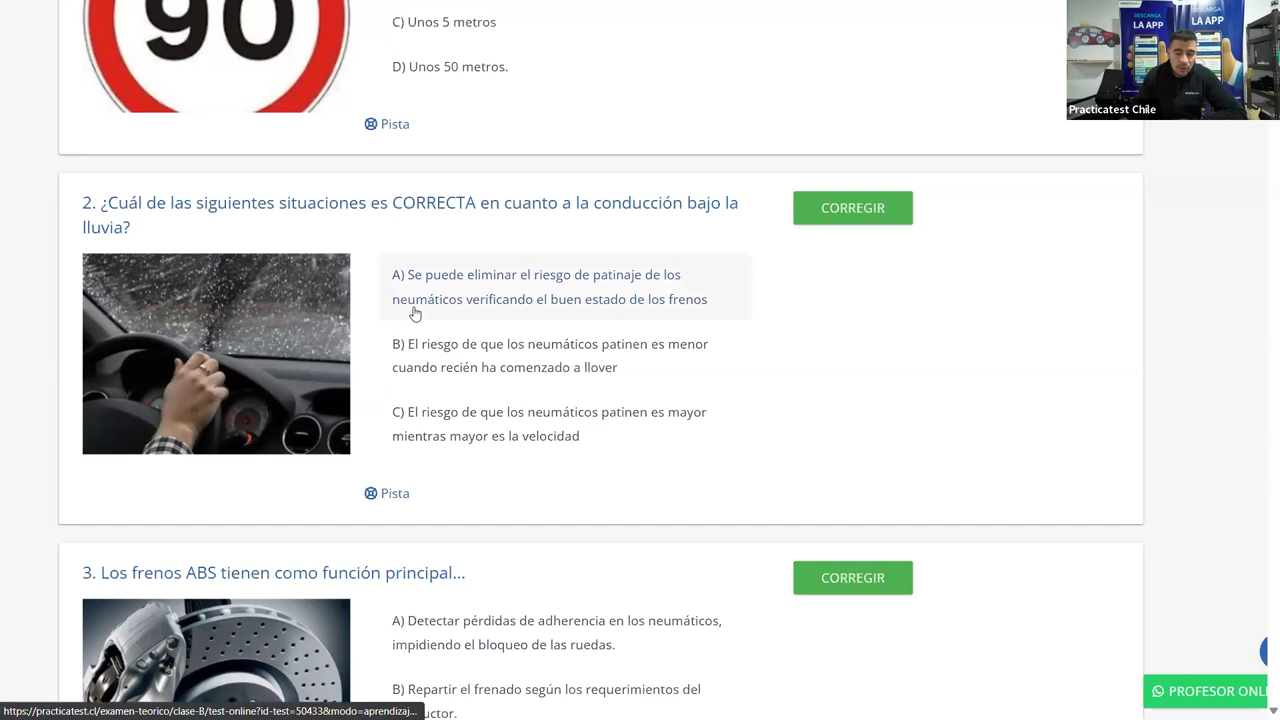 90
C) Unos 5 metros
D) Unos 50 metros.
Pista
DESCARGA
LA APP
DESCARGA
LA APP
Practicatest Chile
2. ¿Cuál de las siguientes situaciones es CORRECTA en cuanto a la conducción bajo la
lluvia?
CORREGIR
A) Se puede eliminar el riesgo de patinaje de los
neumáticos verificando el buen estado de los frenos
B) El riesgo de que los neumáticos patinen es menor
cuando recién ha comenzado a llover
C) El riesgo de que los neumáticos patinen es mayor
mientras mayor es la velocidad
Pista
3. Los frenos ABS tienen como función principal...
CORREGIR
A) Detectar pérdidas de adherencia en los neumáticos,
impidiendo el bloqueo de las ruedas.
B) Repartir el frenado según los requerimientos del
uctor.
PROFESOR ONLI
https://practicatest.cl/examen-teorico/clase-B/test-online?id-test=50433&modo=aprendizaj...